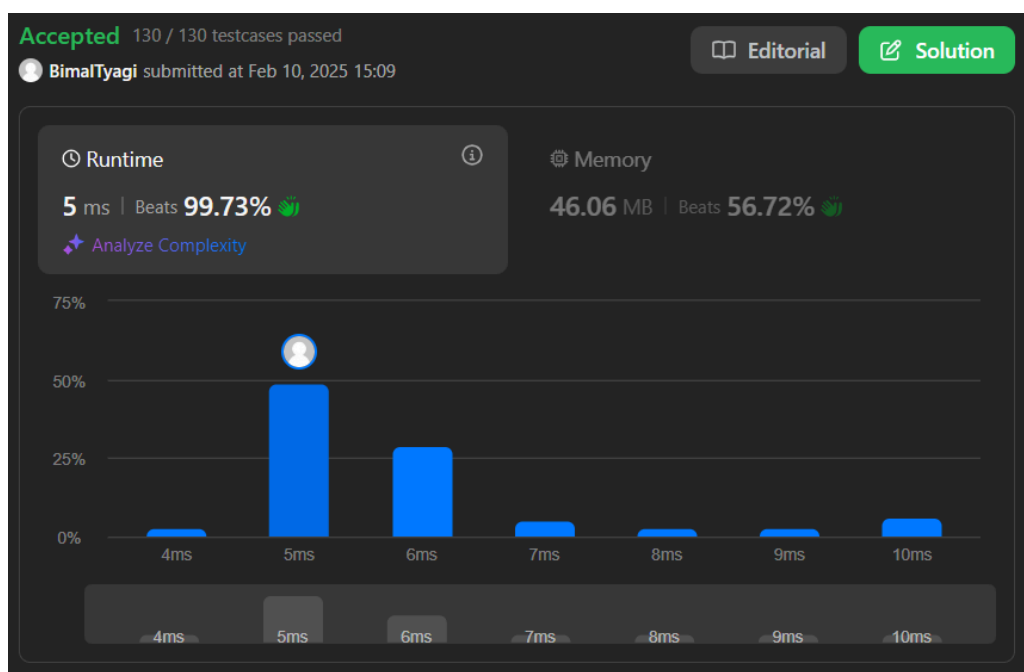 Accepted 130 / 130 testcases passed
Editorial
Solution
BimalTyagi submitted at Feb 10, 2025 15:09
Runtime
5 ms | Beats 99.73%
Analyze Complexity
Memory
46.06 MB | Beats 56.72%
75%
50%
25%
0%
4ms 5ms 6ms 7ms 8ms 9ms 10ms
4ms 5ms 6ms 7ms 8ms 9ms 10ms